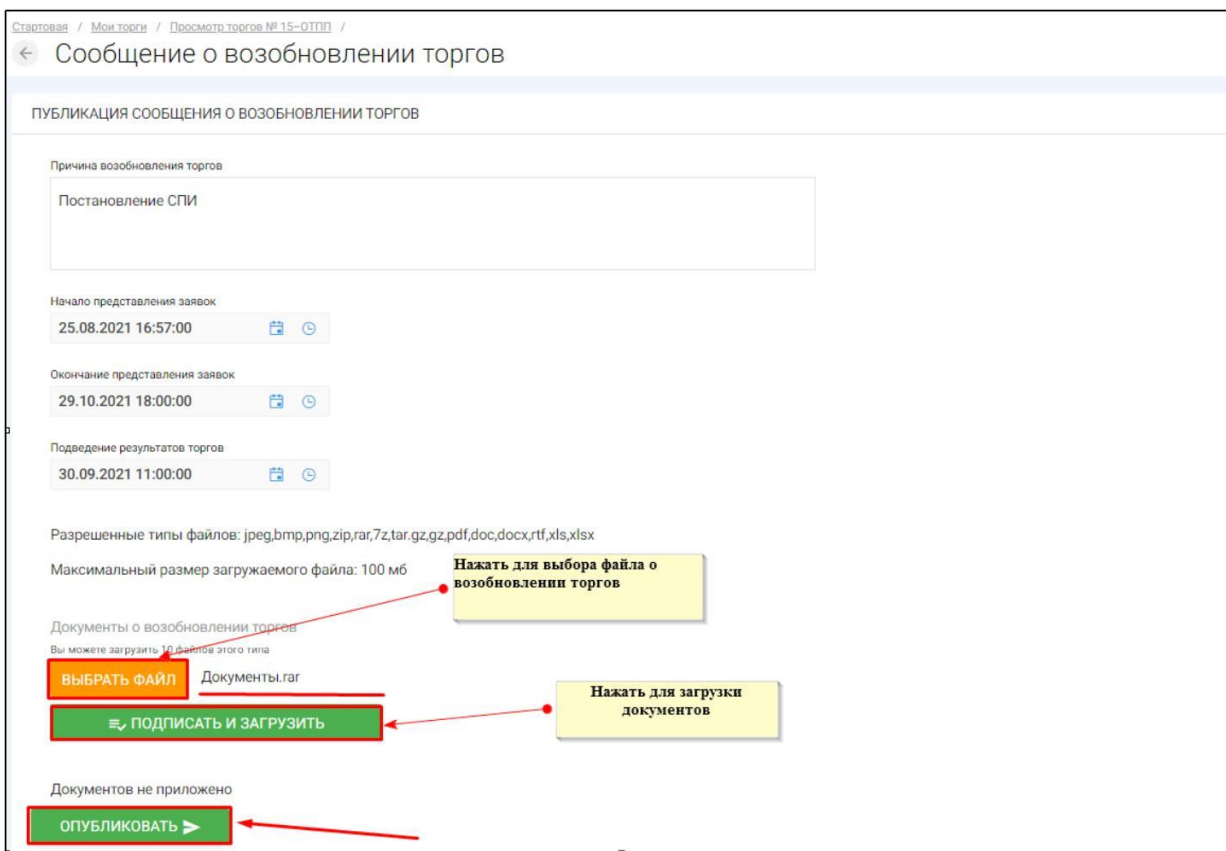 Стартовая / Мои торги / Просмотр торгов № 15–ОТПП /
Сообщение о возобновлении торгов
ПУБЛИКАЦИЯ СООБЩЕНИЯ О ВОЗОБНОВЛЕНИИ ТОРГОВ
Причина возобновления торгов
Постановление СПИ
Начало представления заявок
25.08.2021 16:57:00
Окончание представления заявок
29.10.2021 18:00:00
Подведение результатов торгов
30.09.2021 11:00:00
Разрешенные типы файлов: jpeg,bmp,png,zip,rar,7z,tar.gz,gz,pdf,doc,docx,rtf,xls,xlsx
Максимальный размер загружаемого файла: 100 мб
Нажать для выбора файла о
возобновлении торгов
Документы о возобновлении торгов
Вы можете загрузить 10 файлов этого типа
ВЫБРАТЬ ФАЙЛ Документы.rar
Нажать для загрузки
документов
ПОДПИСАТЬ И ЗАГРУЗИТЬ
Документов не приложено
ОПУБЛИКОВАТЬ